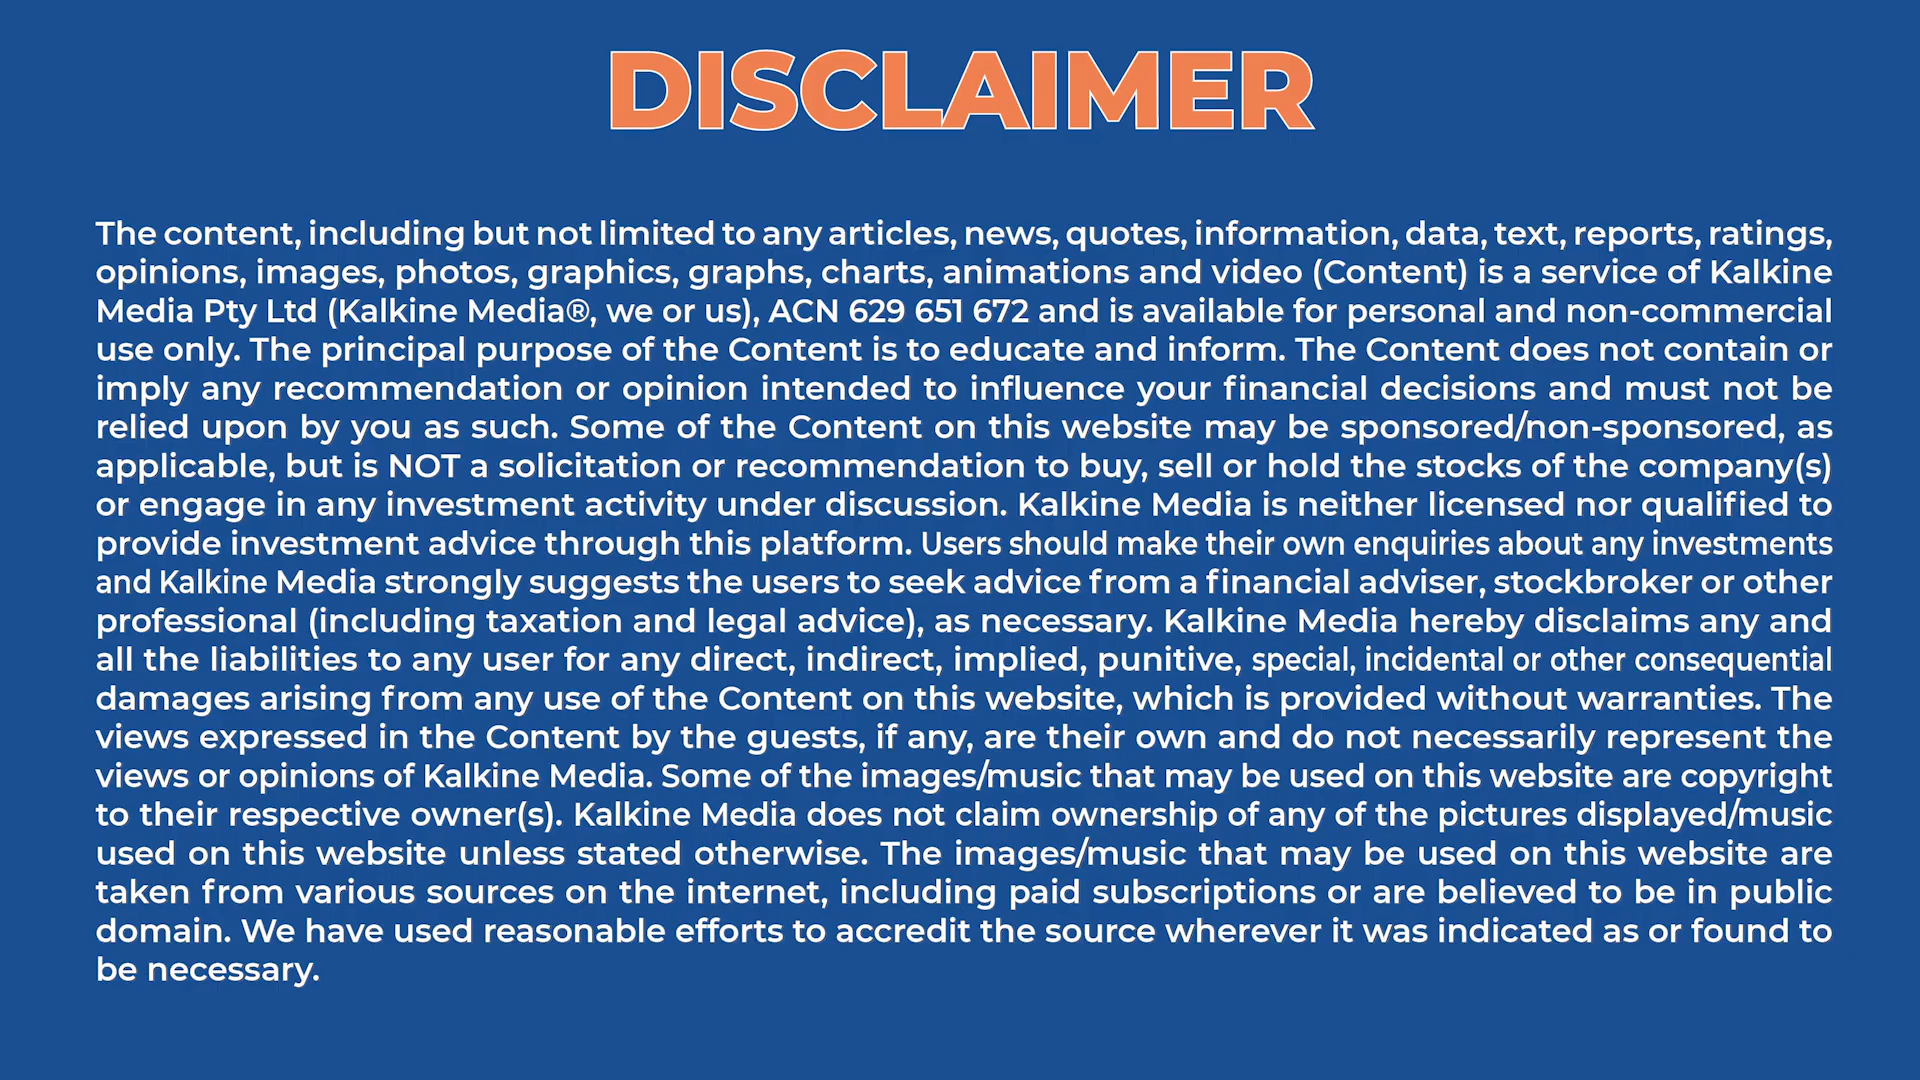 DISCLAIMER
The content, including but not limited to any articles, news, quotes, information, data, text, reports, ratings,
opinions, images, photos, graphics, graphs, charts, animations and video (Content) is a service of Kalkine
Media Pty Ltd (Kalkine Media®, we or us), ACN 629 651 672 and is available for personal and non-commercial
use only. The principal purpose of the Content is to educate and inform. The Content does not contain or
imply any recommendation or opinion intended to influence your financial decisions and must not be
relied upon by you as such. Some of the Content on this website may be sponsored/non-sponsored, as
applicable, but is NOT a solicitation or recommendation to buy, sell or hold the stocks of the company(s)
or engage in any investment activity under discussion. Kalkine Media is neither licensed nor qualified to
provide investment advice through this platform. Users should make their own enquiries about any investments
and Kalkine Media strongly suggests the users to seek advice from a financial adviser, stockbroker or other
professional (including taxation and legal advice), as necessary. Kalkine Media hereby disclaims any and
all the liabilities to any user for any direct, indirect, implied, punitive, special, incidental or other consequential
damages arising from any use of the Content on this website, which is provided without warranties. The
views expressed in the Content by the guests, if any, are their own and do not necessarily represent the
views or opinions of Kalkine Media. Some of the images/music that may be used on this website are copyright
to their respective owner(s). Kalkine Media does not claim ownership of any of the pictures displayed/music
used on this website unless stated otherwise. The images/music that may be used on this website are
taken from various sources on the internet, including paid subscriptions or are believed to be in public
domain. We have used reasonable efforts to accredit the source wherever it was indicated as or found to
be necessary.